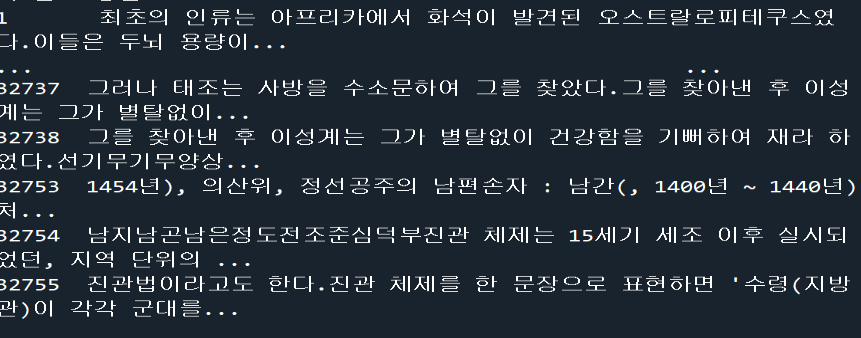 1 최초의 인류는 아프리카에서 화석이 발견된 오스트랄로피테쿠스였
다.이들은 두뇌 용량이...
... ...
32737 그러나 태조는 사방을 수소문하여 그를 찾았다.그를 찾아낸 후 이성
계는 그가 별탈없이...
32738 그를 찾아낸 후 이성계는 그가 별탈없이 건강함을 기뻐하여 재라 하
였다.선기무기무양상...
32753 1454년), 의산위, 정선공주의 남편손자 : 남간(, 1400년 ~ 1440년)
처...
32754 남지남곤남은정도전조준심덕부진관 체제는 15세기 세조 이후 실시되
었던, 지역 단위의 ...
32755 진관법이라고도 한다.진관 체제를 한 문장으로 표현하면 '수령(지방
관)이 각각 군대를...